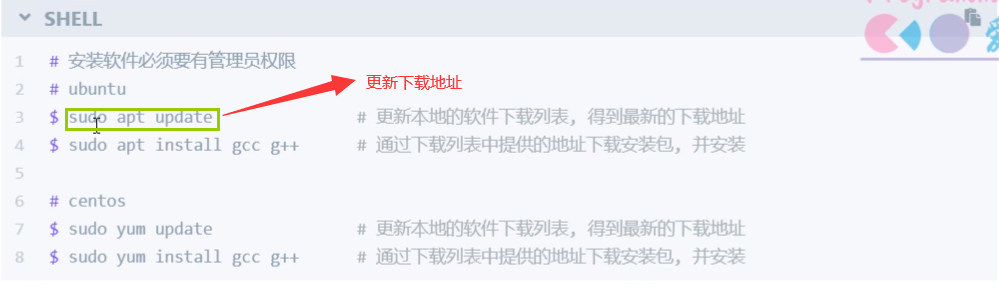 SHELL
1 # 安装软件必须要有管理员权限
2 # ubuntu
更新下载地址
3 $ sudo apt update # 更新本地的软件下载列表, 得到最新的下载地址
4 $ sudo apt install gcc g++ # 通过下载列表中提供的地址下载安装包, 并安装
5
6 # centos
7 $ sudo yum update # 更新本地的软件下载列表, 得到最新的下载地址
8 $ sudo yum install gcc g++ # 通过下载列表中提供的地址下载安装包, 并安装